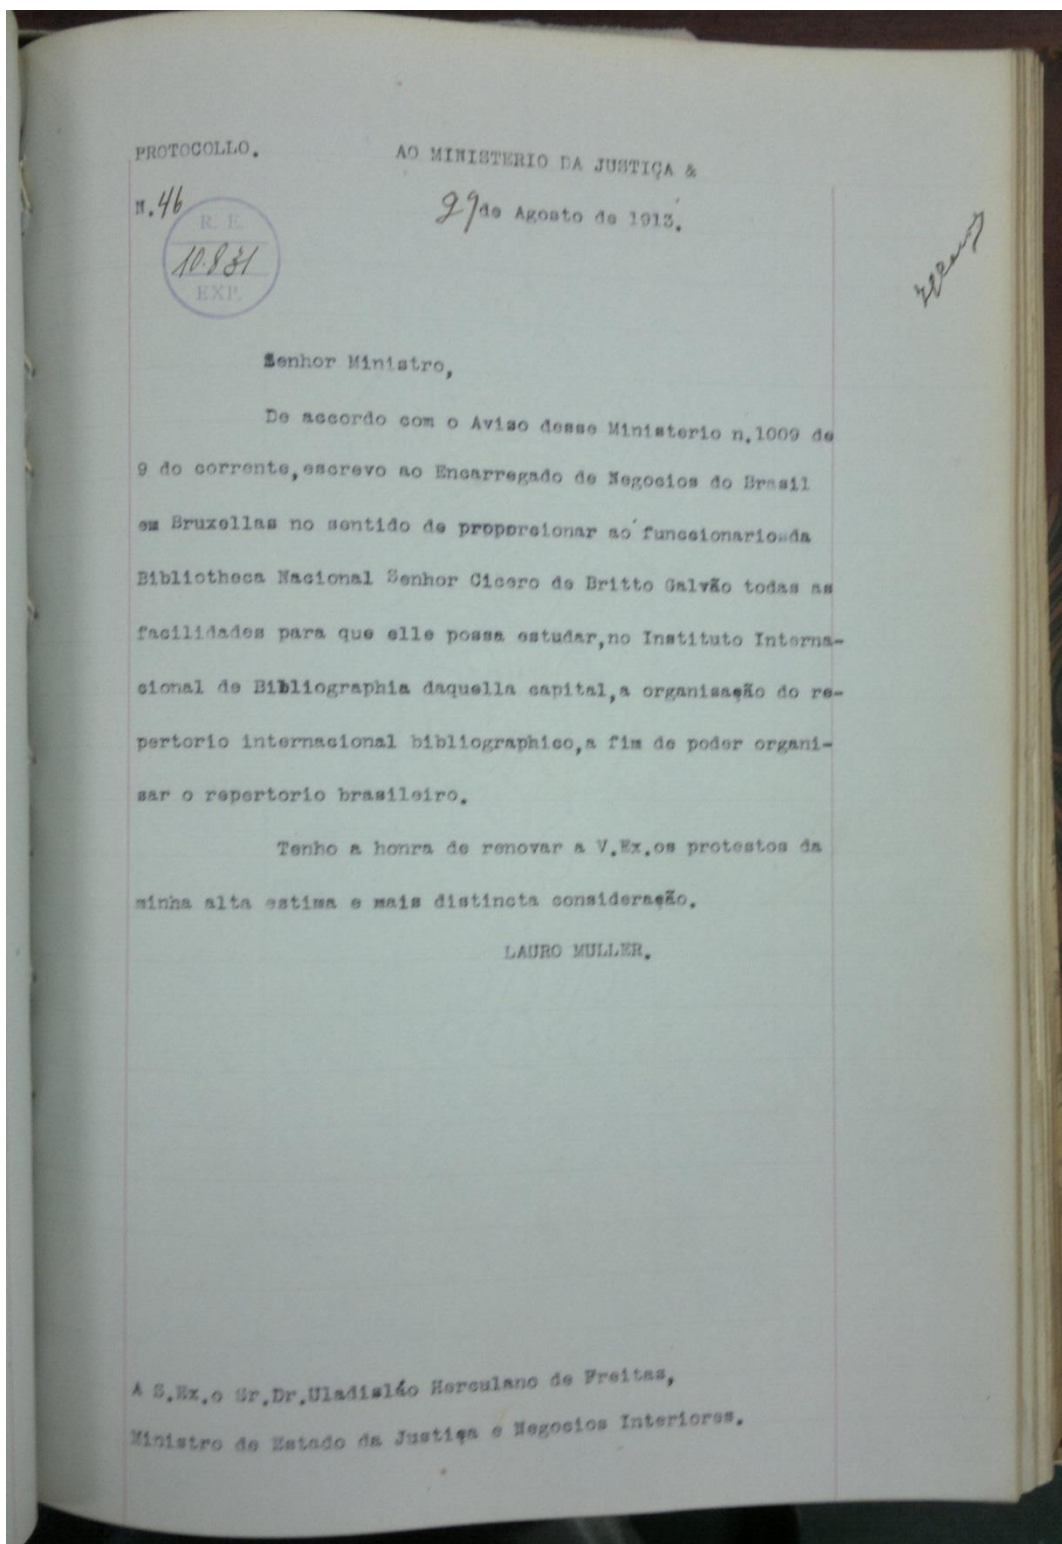 PROTOCOLLO.
AO MINISTERIO DA JUSTIÇA &
N.46
29 de Agosto de 1913.
R. E.
10.831
EXP.
Senhor Ministro,
De accordo com o Aviso desse Ministerio n.1009 de
9 do corrente,escrevo ao Encarregado de Negocios do Brasil
em Bruxellas no sentido de proporcionar ao funccionario da
Bibliotheca Nacional Senhor Cicero de Britto Galvão todas as
facilidades para que elle possa estudar,no Instituto Interna-
cional de Bibliographia daquella capital,a organisação do re-
pertorio internacional bibliographico,a fim de poder organi-
sar o repertorio brasileiro.
Tenho a honra de renovar a V.Ex.os protestos da
minha alta estima e mais distincta consideração.
LAURO MULLER.
A S.Ex.o Sr.Dr.Uladisláo Herculano de Freitas,
Ministro de Estado da Justiça e Negocios Interiores.